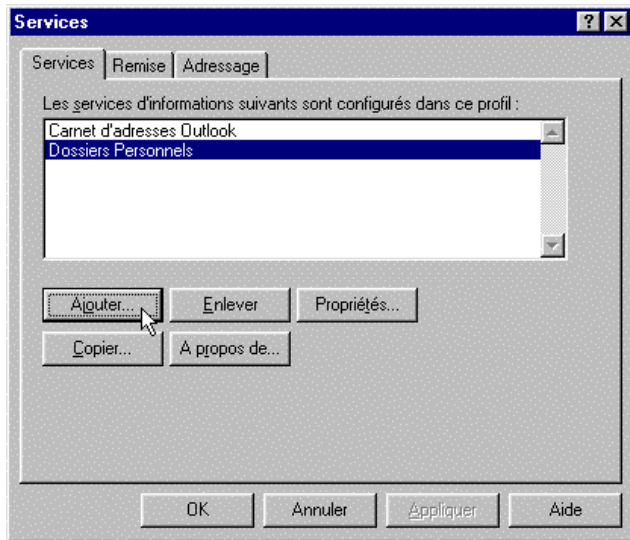 Services
Services Remise Adressage
Les services d'informations suivants sont configurés dans ce profil :
Carnet d'adresses Outlook
Dossiers Personnels
Ajouter... Enlever Propriétés...
Copier... A propos de...
OK Annuler Appliquer Aide